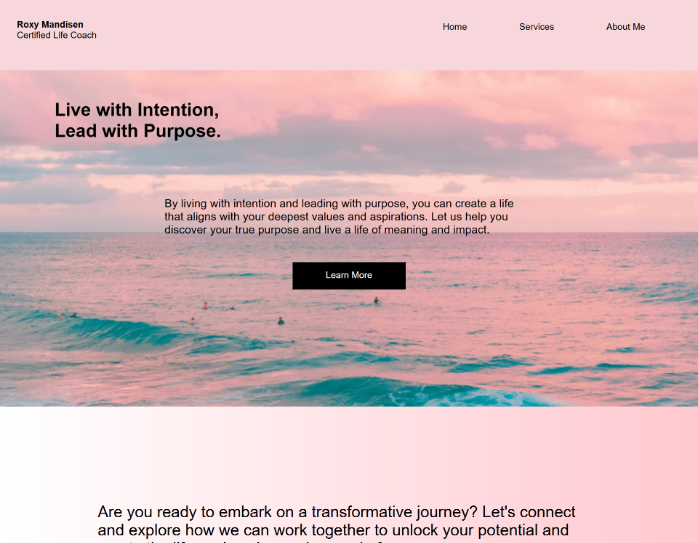 Roxy Mandisen
Certified Life Coach
Home
Services
About Me
Live with Intention,
Lead with Purpose.
By living with intention and leading with purpose, you can create a life
that aligns with your deepest values and aspirations. Let us help you
discover your true purpose and live a life of meaning and impact.
Learn More
Are you ready to embark on a transformative journey? Let's connect
and explore how we can work together to unlock your potential and